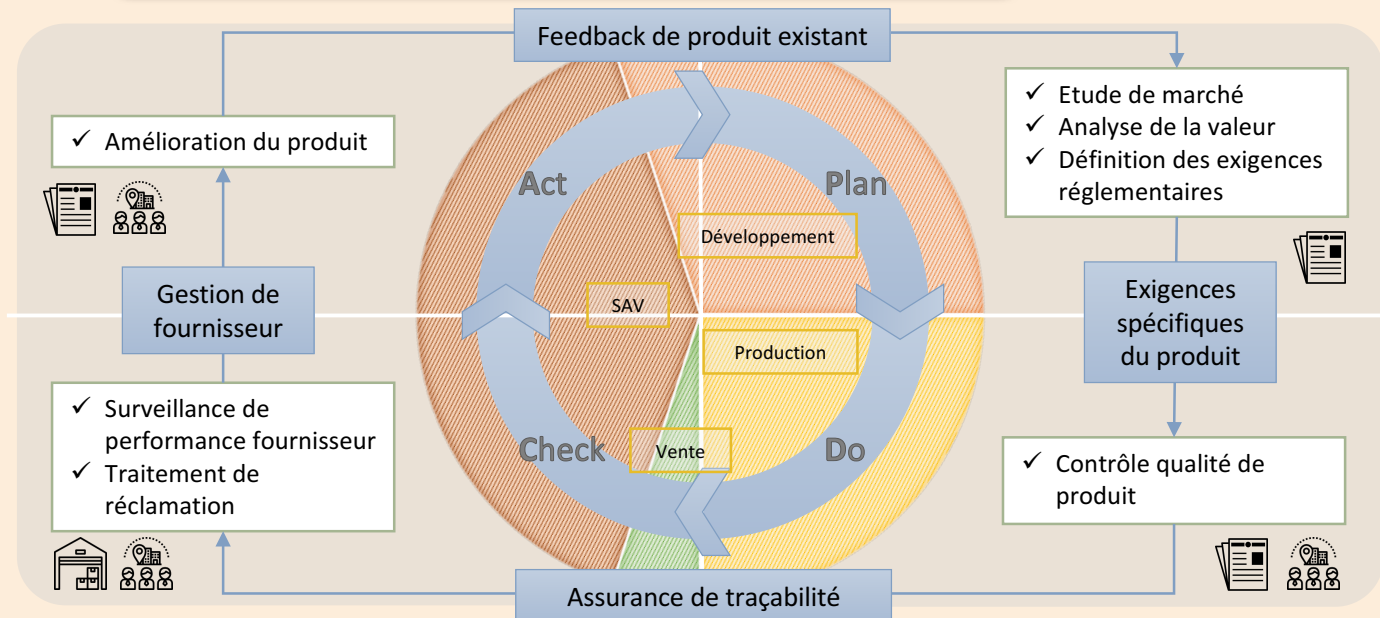 Feedback de produit existant
✓ Etude de marché
✓ Analyse de la valeur
✓ Définition des exigences
réglementaires
✓ Amélioration du produit
Act
Plan
Développement
Gestion de
fournisseur
SAV
Exigences
spécifiques
du produit
Production
✓ Surveillance de
performance fournisseur
✓ Traitement de
réclamation
Check
Vente
Do
✓ Contrôle qualité de
produit
Assurance de traçabilité